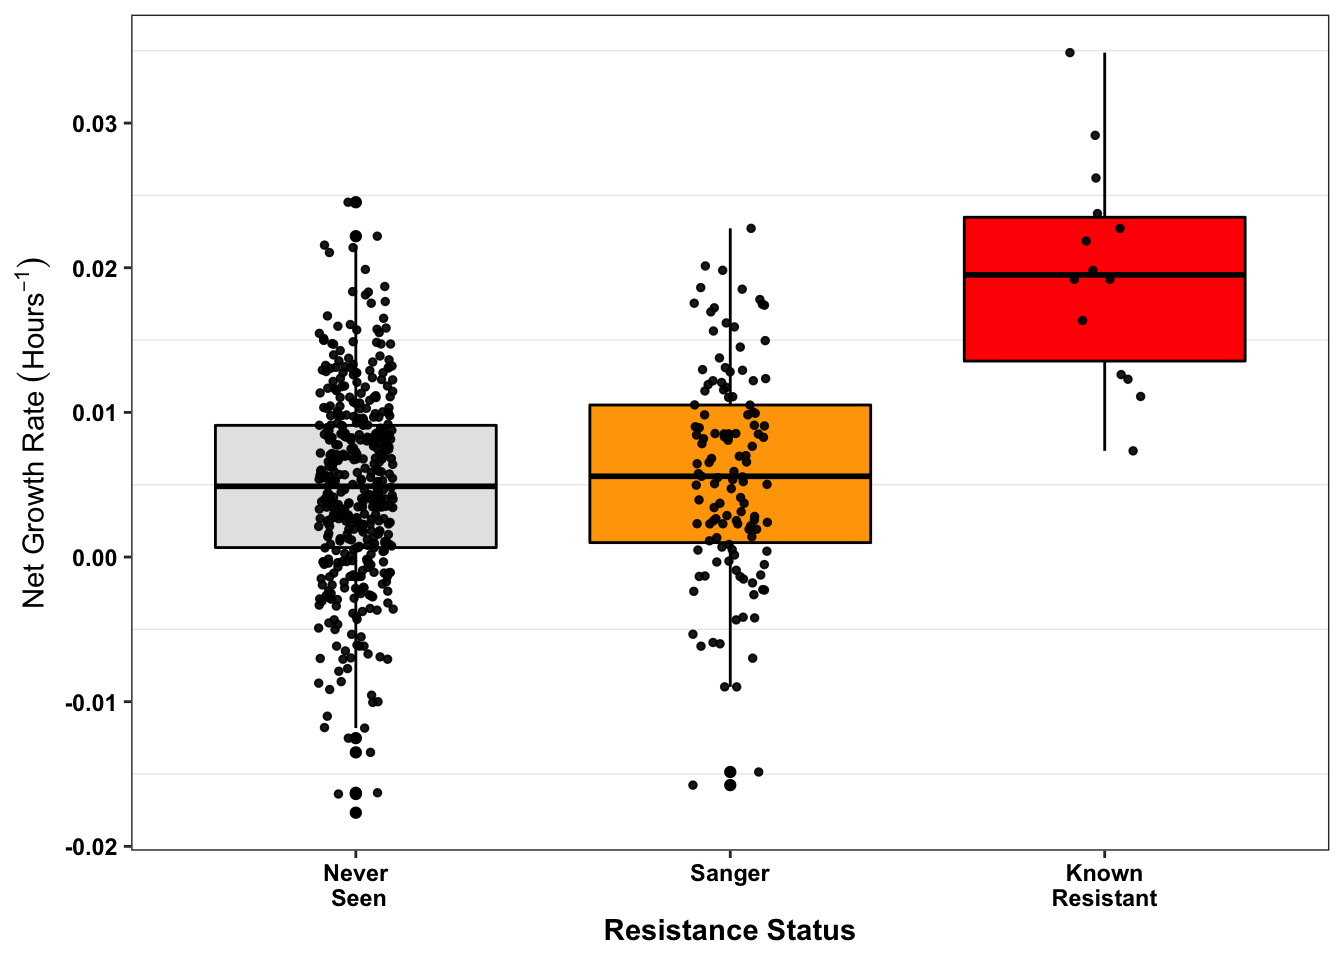 Net Growth Rate (Hours⁻¹)
0.03
0.02
0.01
0.00
-0.01
-0.02
Never
Seen
Sanger
Known
Resistant
Resistance Status